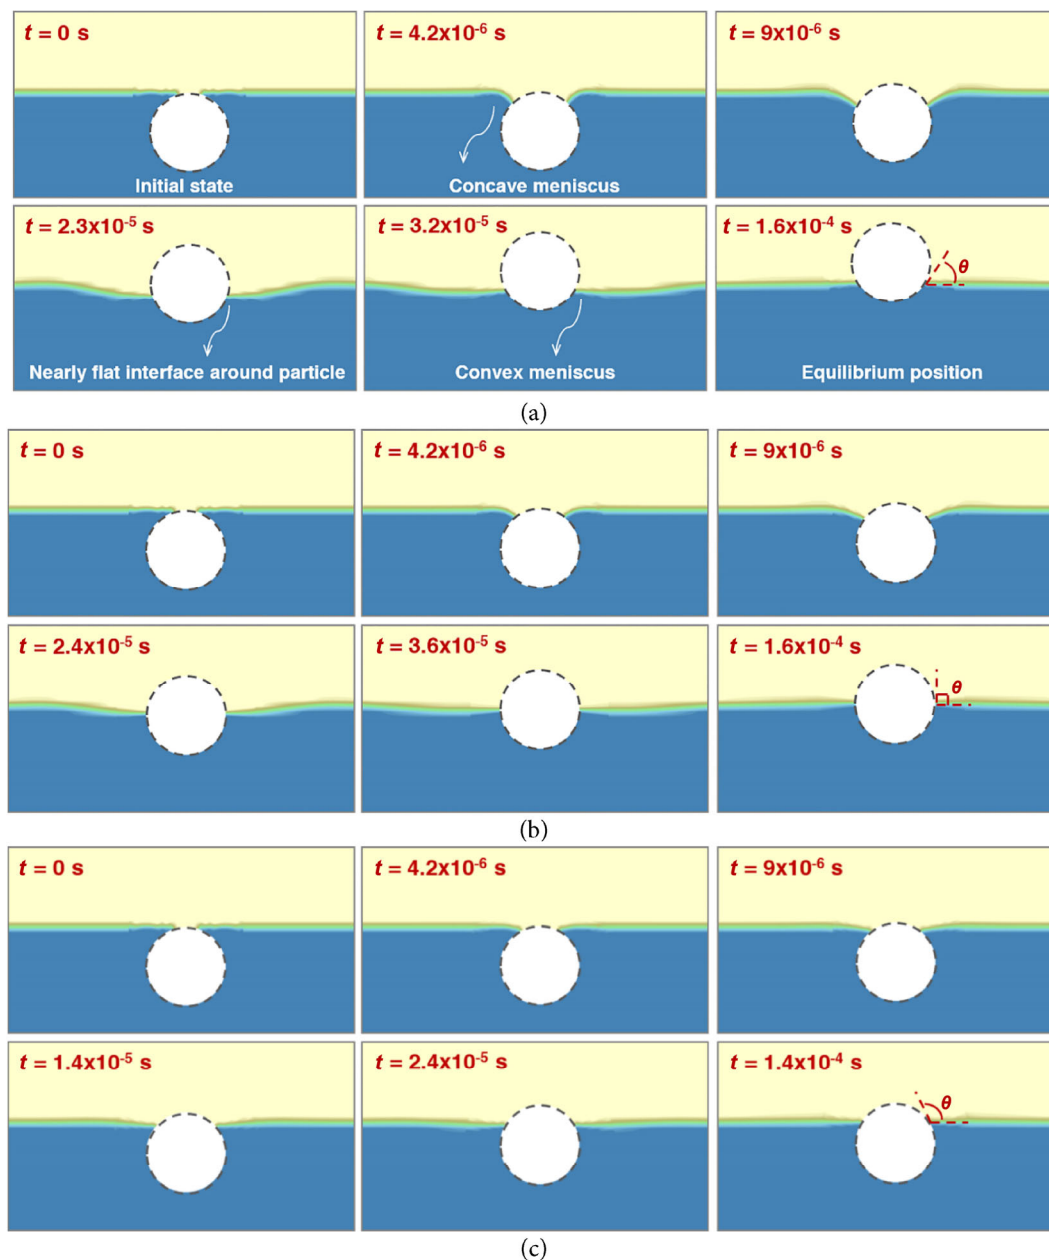 t = 0 s
t = 4.2x10⁻⁶ s
t = 9x10⁻⁶ s
Initial state
Concave meniscus
t = 2.3x10⁻⁵ s
t = 3.2x10⁻⁵ s
t = 1.6x10⁻⁴ s
θ
Nearly flat interface around particle
Convex meniscus
Equilibrium position
(a)
t = 0 s
t = 4.2x10⁻⁶ s
t = 9x10⁻⁶ s
t = 2.4x10⁻⁵ s
t = 3.6x10⁻⁵ s
t = 1.6x10⁻⁴ s
θ
(b)
t = 0 s
t = 4.2x10⁻⁶ s
t = 9x10⁻⁶ s
t = 1.4x10⁻⁵ s
t = 2.4x10⁻⁵ s
t = 1.4x10⁻⁴ s
θ
(c)